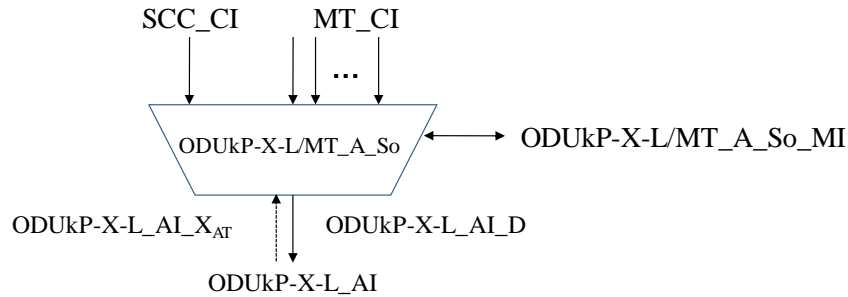 SCC_CI MT_CI
...
ODUkP-X-L/MT_A_So
ODUkP-X-L/MT_A_So_MI
ODUkP-X-L_AI_XAT ODUkP-X-L_AI_D
ODUkP-X-L_AI